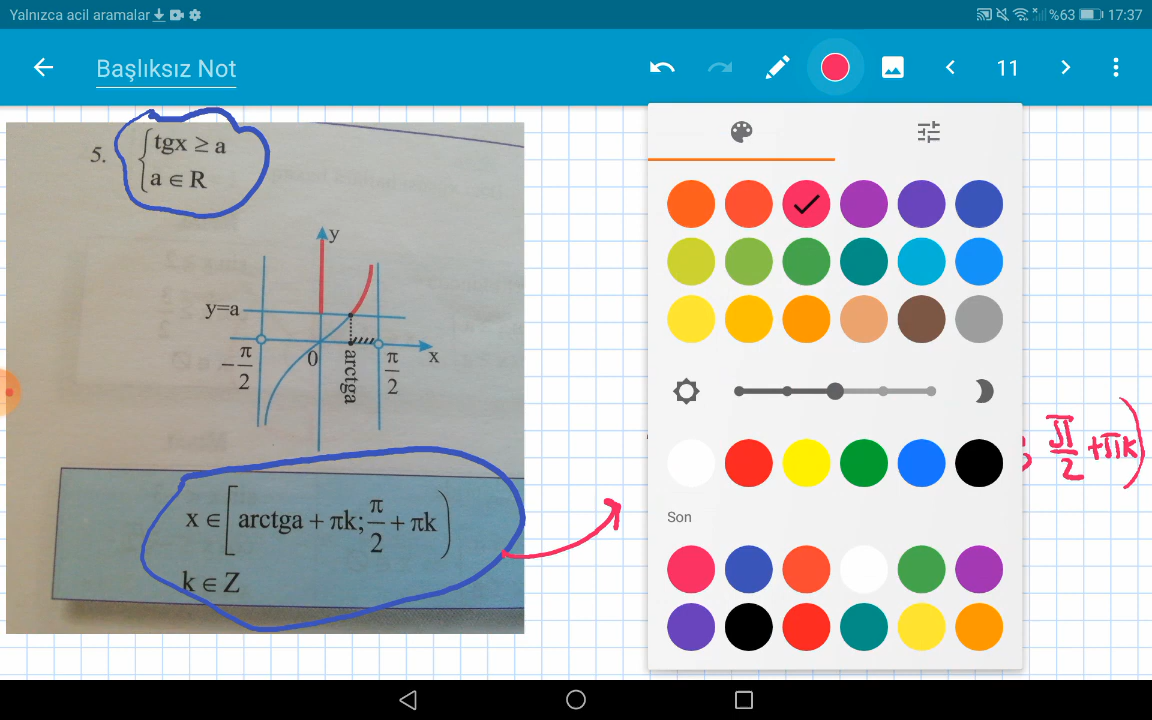 Yalnızca acil aramalar %63 17:37
Başlıksız Not 11
5. tgx ≥ a
a ∈ R
y
y=a
-π/2 0 arctga π/2 x
x ∈ [arctga + πk; π/2 + πk)
k ∈ Z
; π/2 + πk)
Son